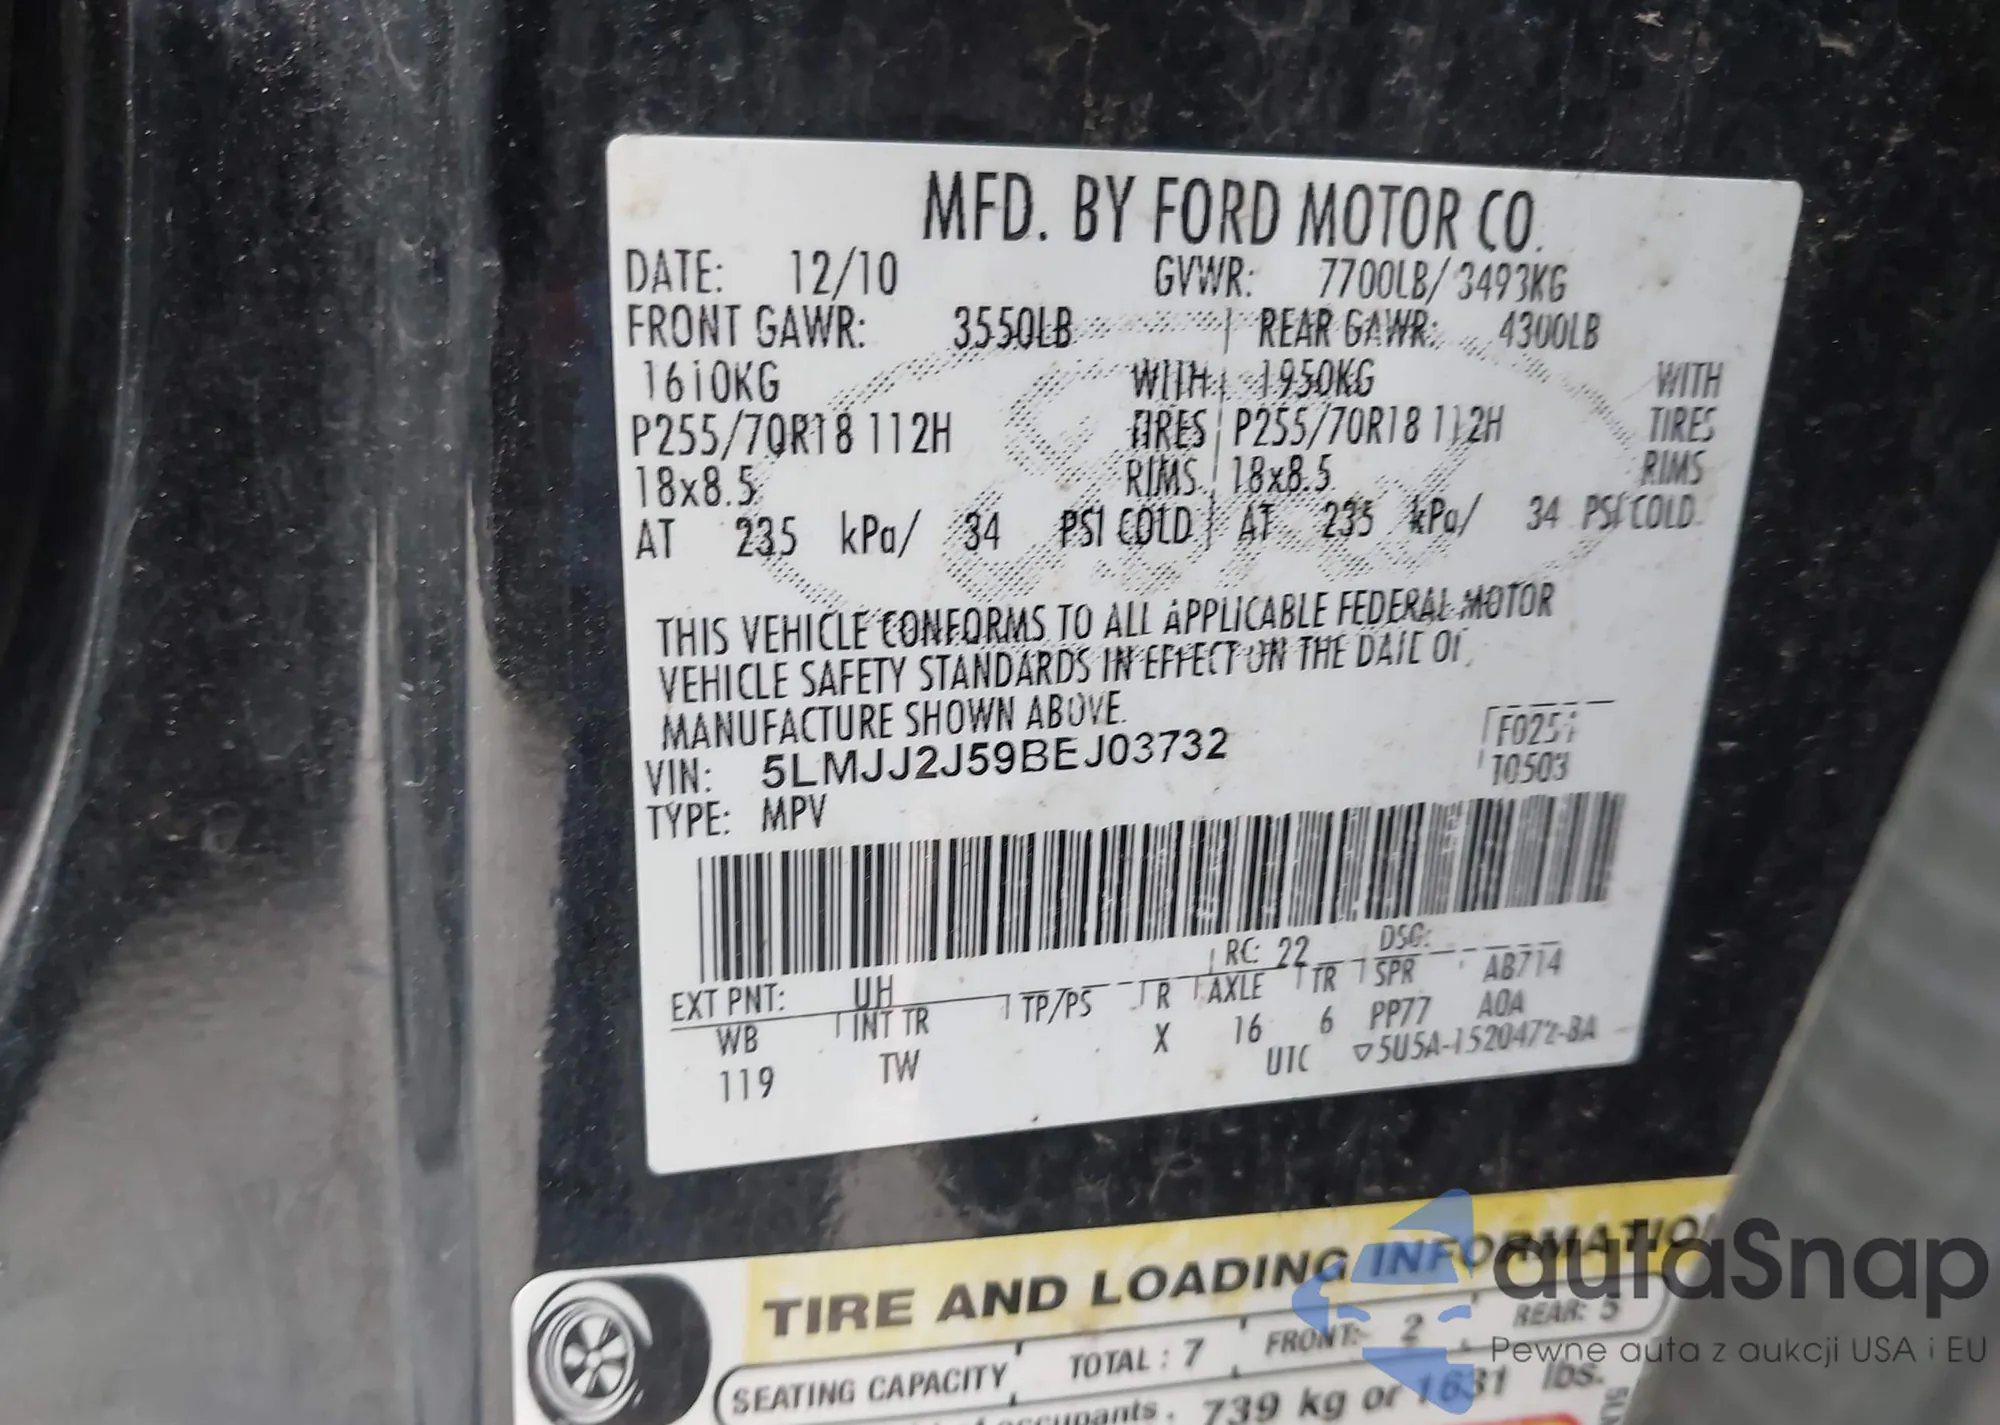 MFD. BY FORD MOTOR CO.
DATE: 12/10 GVWR: 7700LB/ 3493KG
FRONT GAWR: 3550LB REAR GAWR: 4300LB
1610KG WITH 1950KG WITH
P255/70R18 112H TIRES P255/70R18 112H TIRES
18x8.5 RIMS 18x8.5 RIMS
AT 235 kPa/ 34 PSI COLD AT 235 kPa/ 34 PSI COLD
THIS VEHICLE CONFORMS TO ALL APPLICABLE FEDERAL MOTOR
VEHICLE SAFETY STANDARDS IN EFFECT ON THE DATE OF
MANUFACTURE SHOWN ABOVE.
VIN: 5LMJJ2J59BEJ03732
TYPE: MPV
T0503
RC: 22 DSG:
EXT PNT: UH
WB INT TR TP/PS R AXLE TR SPR AB714
119 TW X 16 6 PP77 A0A
UTC ▽5U5A-1520472-BA
TIRE AND LOADING INFORMATION
SEATING CAPACITY TOTAL : 7 FRONT: 2 REAR: 5
occupants. 739 kg or 1631 lbs.
autaSnap
Pewne auta z aukcji USA i EU